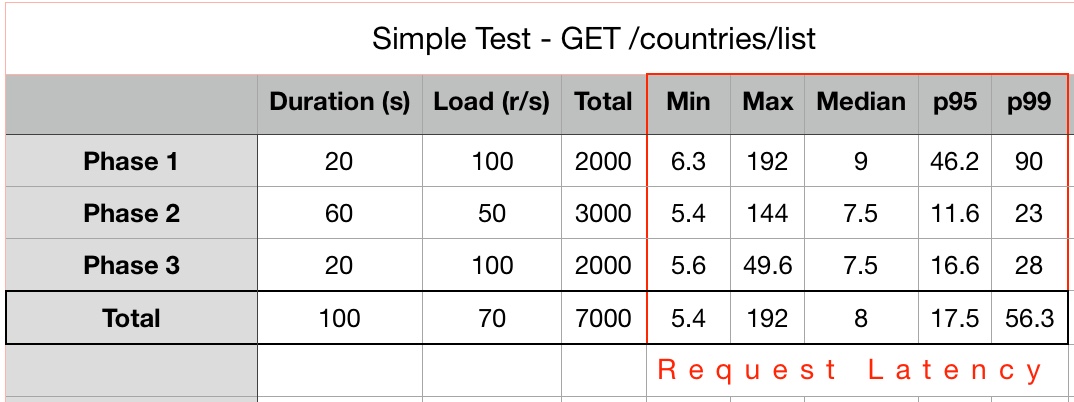 Simple Test - GET /countries/list
Duration (s) Load (r/s) Total Min Max Median p95 p99
Phase 1 20 100 2000 6.3 192 9 46.2 90
Phase 2 60 50 3000 5.4 144 7.5 11.6 23
Phase 3 20 100 2000 5.6 49.6 7.5 16.6 28
Total 100 70 7000 5.4 192 8 17.5 56.3
Request Latency